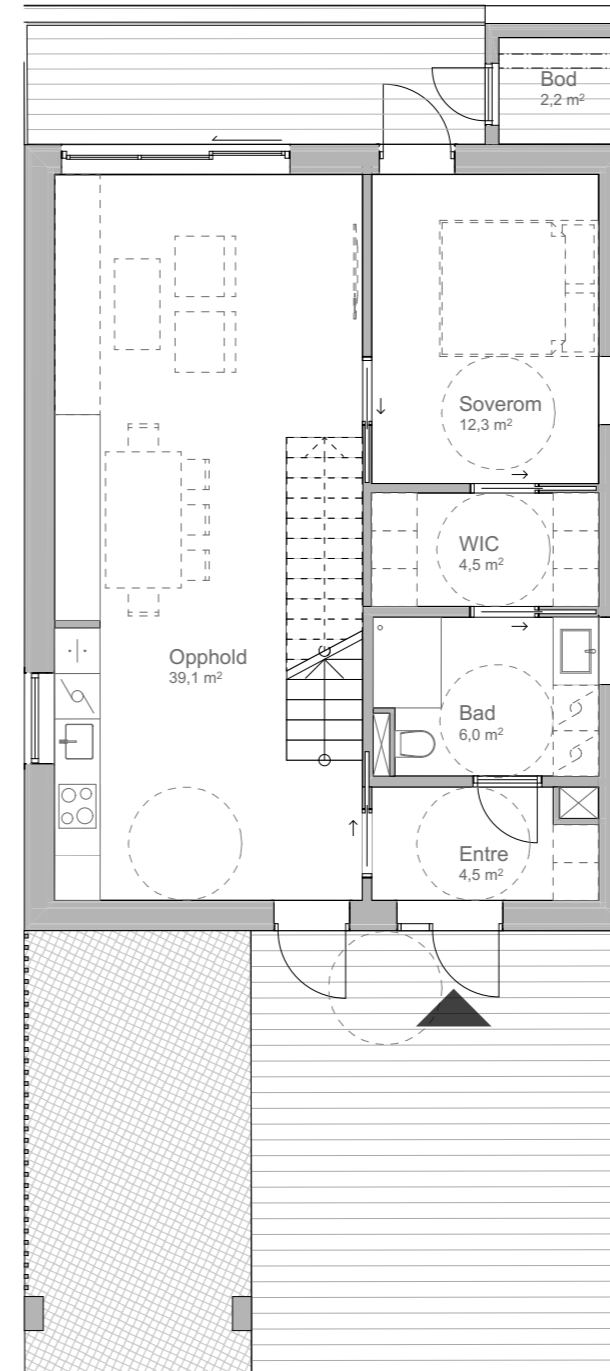 Bod
2,2 m²
Soverom
12,3 m²
WIC
4,5 m²
Opphold
39,1 m²
Bad
6,0 m²
Entre
4,5 m²